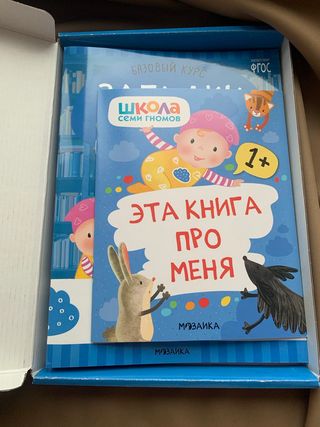 БАЗОВЫЙ КУРС
ФГОС
ШКОЛА
СЕМИ ГНОМОВ
1+
ЭТА КНИГА
ПРО
МЕНЯ
МОЗАИКА
МОЗАИКА